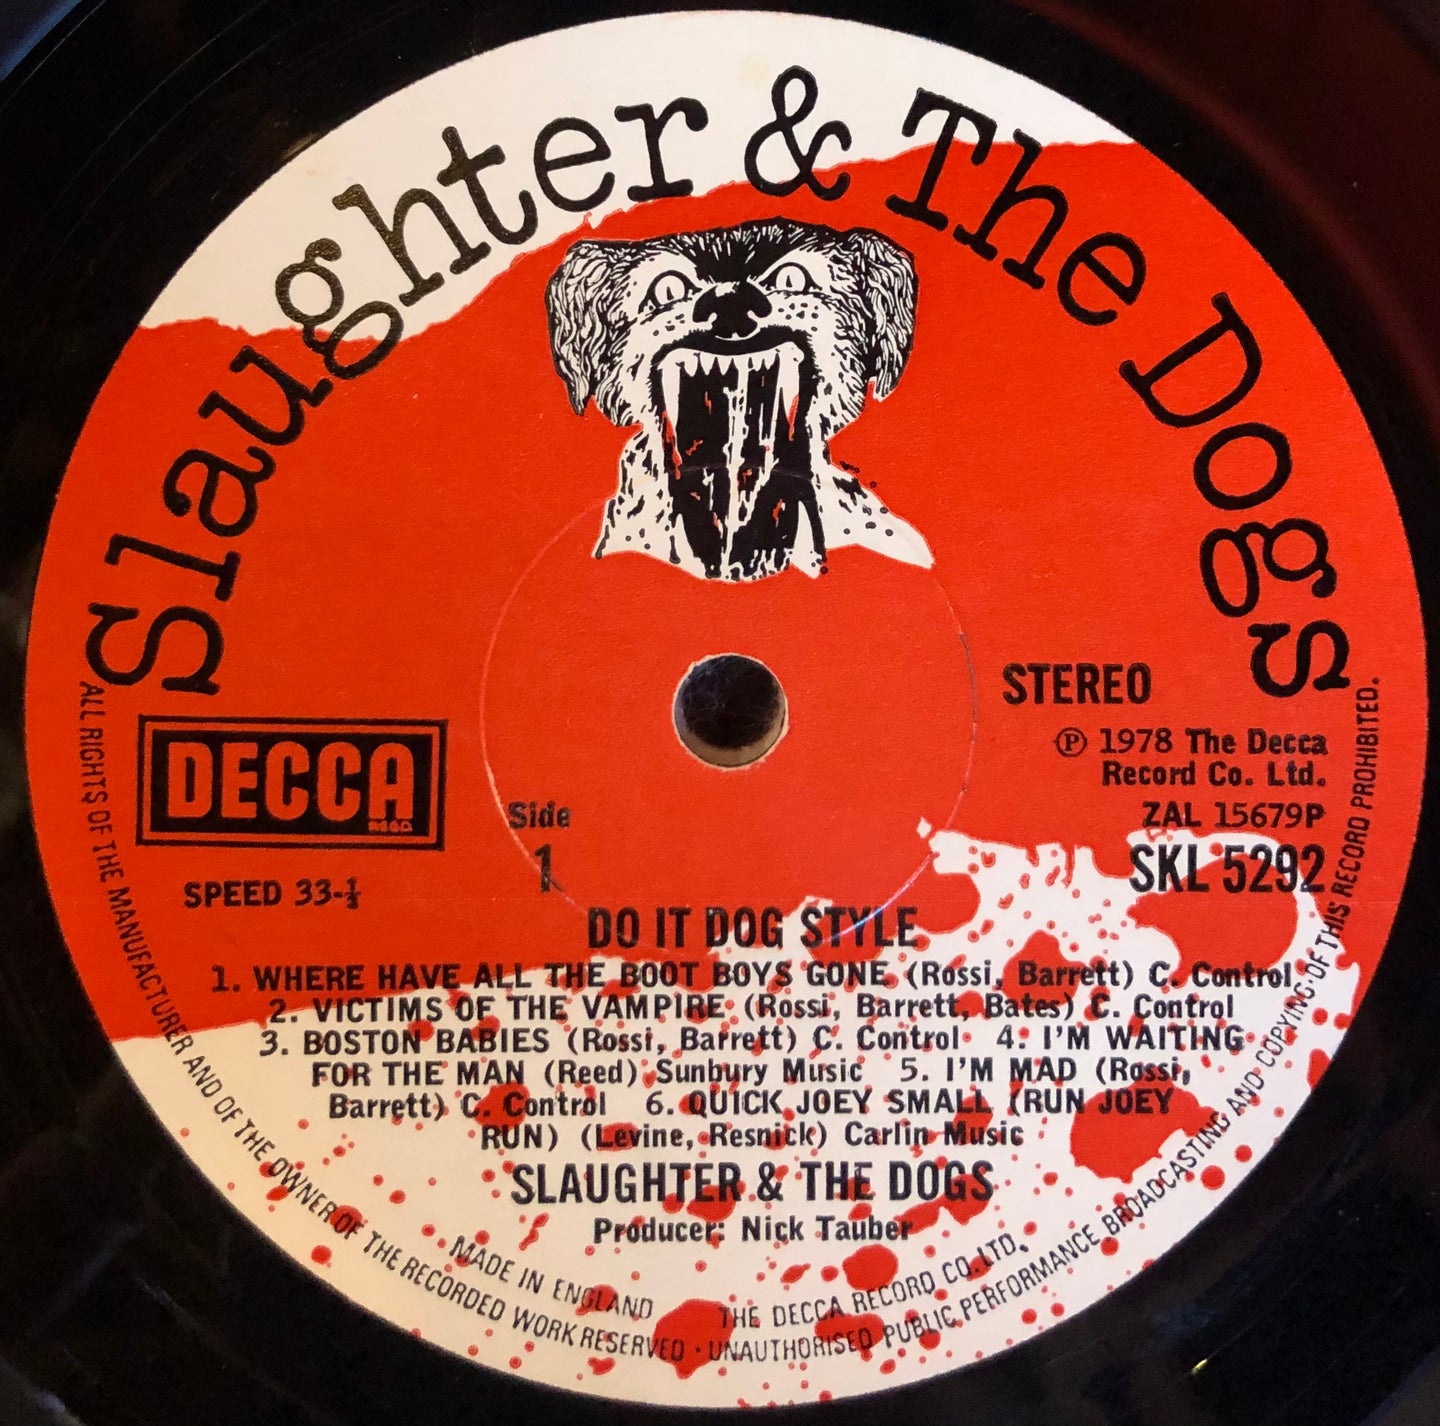 Slaughter & The Dogs
STEREO
℗ 1978 The Decca
Record Co. Ltd.
ZAL 15679P
SKL 5292
DECCA
SPEED 33-⅓
Side
1
DO IT DOG STYLE
1. WHERE HAVE ALL THE BOOT BOYS GONE (Rossi, Barrett) C. Control
2. VICTIMS OF THE VAMPIRE (Rossi, Barrett, Bates) C. Control
3. BOSTON BABIES (Rossi, Barrett) C. Control 4. I'M WAITING
FOR THE MAN (Reed) Sunbury Music 5. I'M MAD (Rossi,
Barrett) C. Control 6. QUICK JOEY SMALL (RUN JOEY
RUN) (Levine, Resnick) Carlin Music
SLAUGHTER & THE DOGS
Producer: Nick Tauber
MADE IN ENGLAND THE DECCA RECORD CO. LTD.
ALL RIGHTS OF THE MANUFACTURER AND OF THE OWNER OF THE RECORDED WORK RESERVED · UNAUTHORISED PUBLIC PERFORMANCE BROADCASTING AND COPYING OF THIS RECORD PROHIBITED.